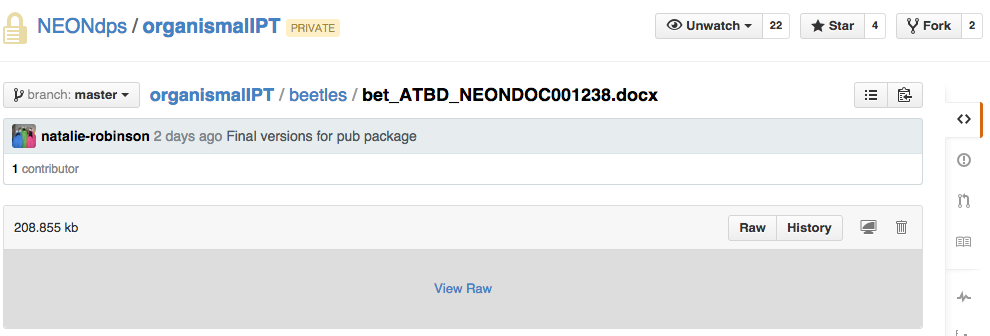 NEONdps / organismalIPT PRIVATE Unwatch 22 Star 4 Fork 2
branch: master organismalIPT / beetles / bet_ATBD_NEONDOC001238.docx
natalie-robinson 2 days ago Final versions for pub package
1 contributor
208.855 kb Raw History
View Raw